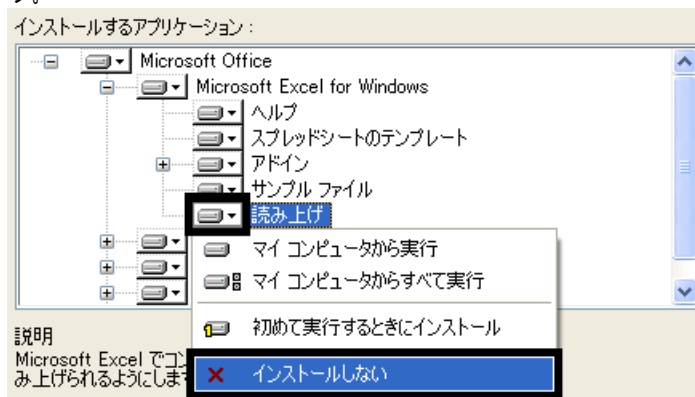 インストールするアプリケーション:
Microsoft Office
Microsoft Excel for Windows
ヘルプ
スプレッドシートのテンプレート
アドイン
サンプル ファイル
読み上げ
マイ コンピュータから実行
マイ コンピュータからすべて実行
初めて実行するときにインストール
説明
Microsoft Excel でコン
み上げられるようにします
インストールしない